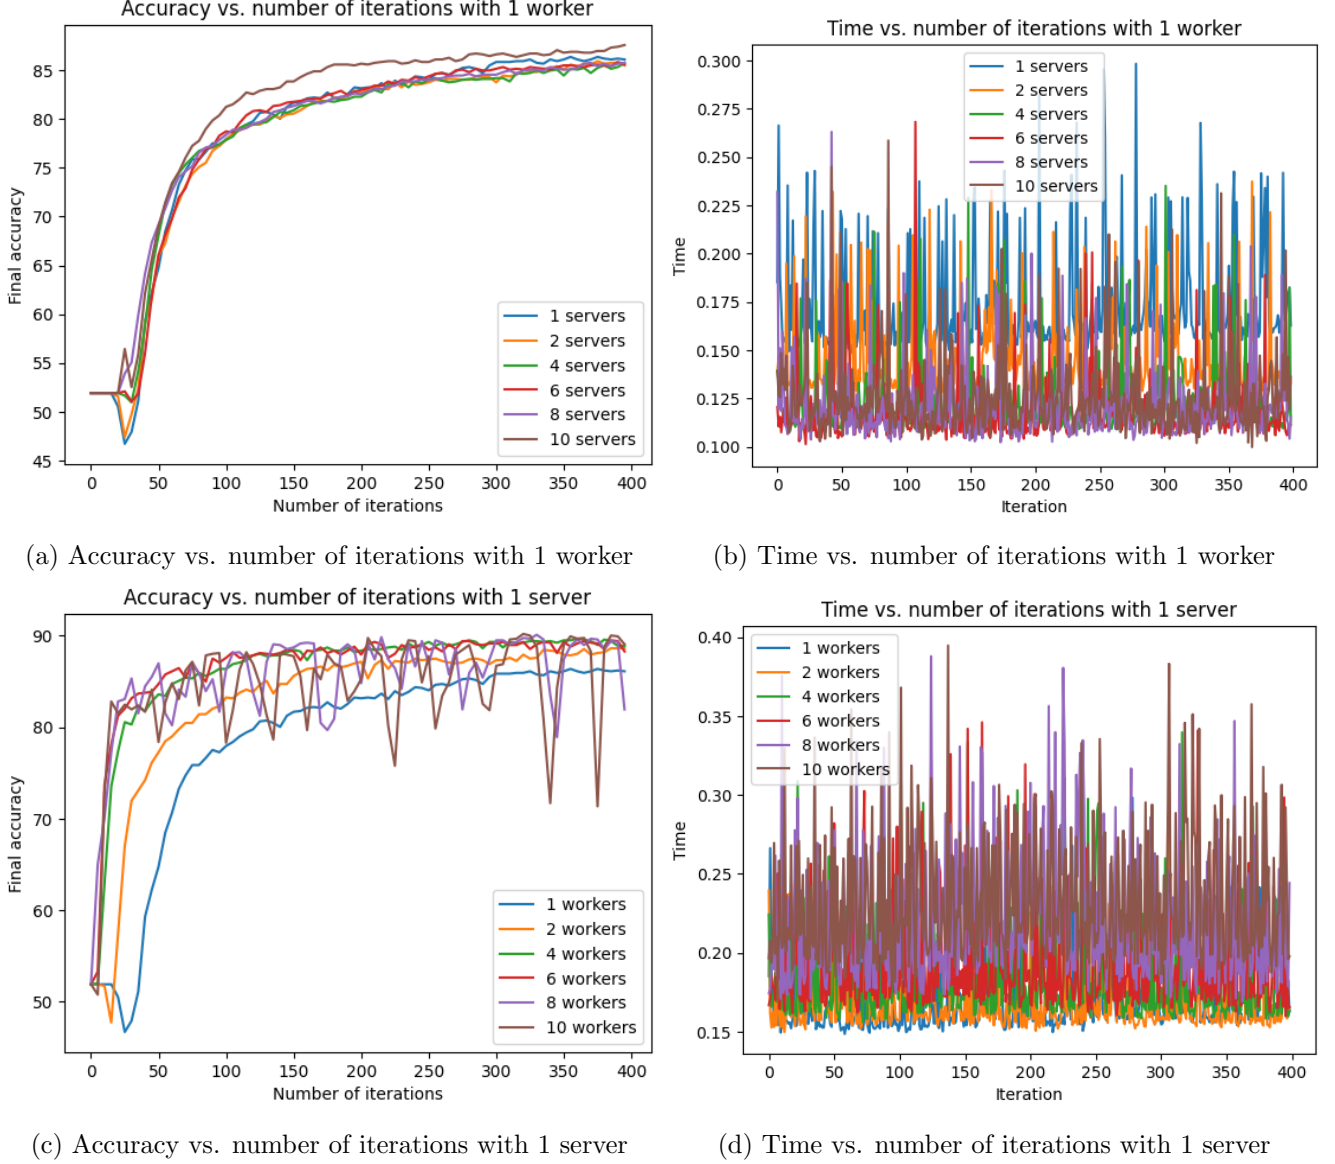 Accuracy vs. number of iterations with 1 worker
Final accuracy
85
80
75
70
65
60
55
50
45
0 50 100 150 200 250 300 350 400
Number of iterations
1 servers
2 servers
4 servers
6 servers
8 servers
10 servers
Time vs. number of iterations with 1 worker
Time
0.300
0.275
0.250
0.225
0.200
0.175
0.150
0.125
0.100
0 50 100 150 200 250 300 350 400
Iteration
1 servers
2 servers
4 servers
6 servers
8 servers
10 servers
(a) Accuracy vs. number of iterations with 1 worker
(b) Time vs. number of iterations with 1 worker
Accuracy vs. number of iterations with 1 server
Final accuracy
90
80
70
60
50
0 50 100 150 200 250 300 350 400
Number of iterations
1 workers
2 workers
4 workers
6 workers
8 workers
10 workers
Time vs. number of iterations with 1 server
Time
0.40
0.35
0.30
0.25
0.20
0.15
0 50 100 150 200 250 300 350 400
Iteration
1 workers
2 workers
4 workers
6 workers
8 workers
10 workers
(c) Accuracy vs. number of iterations with 1 server
(d) Time vs. number of iterations with 1 server